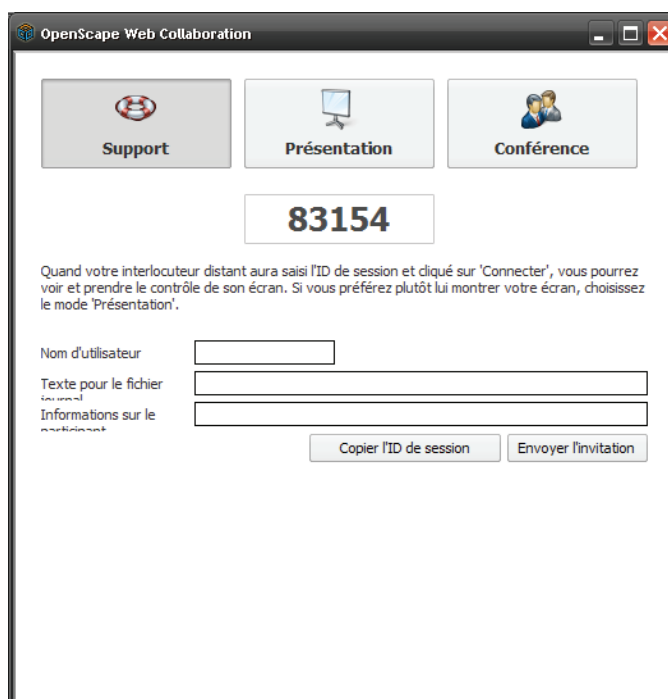 OpenScape Web Collaboration
Support Présentation Conférence
83154
Quand votre interlocuteur distant aura saisi l'ID de session et cliqué sur 'Connecter', vous pourrez
voir et prendre le contrôle de son écran. Si vous préférez plutôt lui montrer votre écran, choisissez
le mode 'Présentation'.
Nom d'utilisateur
Texte pour le fichier
journal
Informations sur le
participant
Copier l'ID de session Envoyer l'invitation